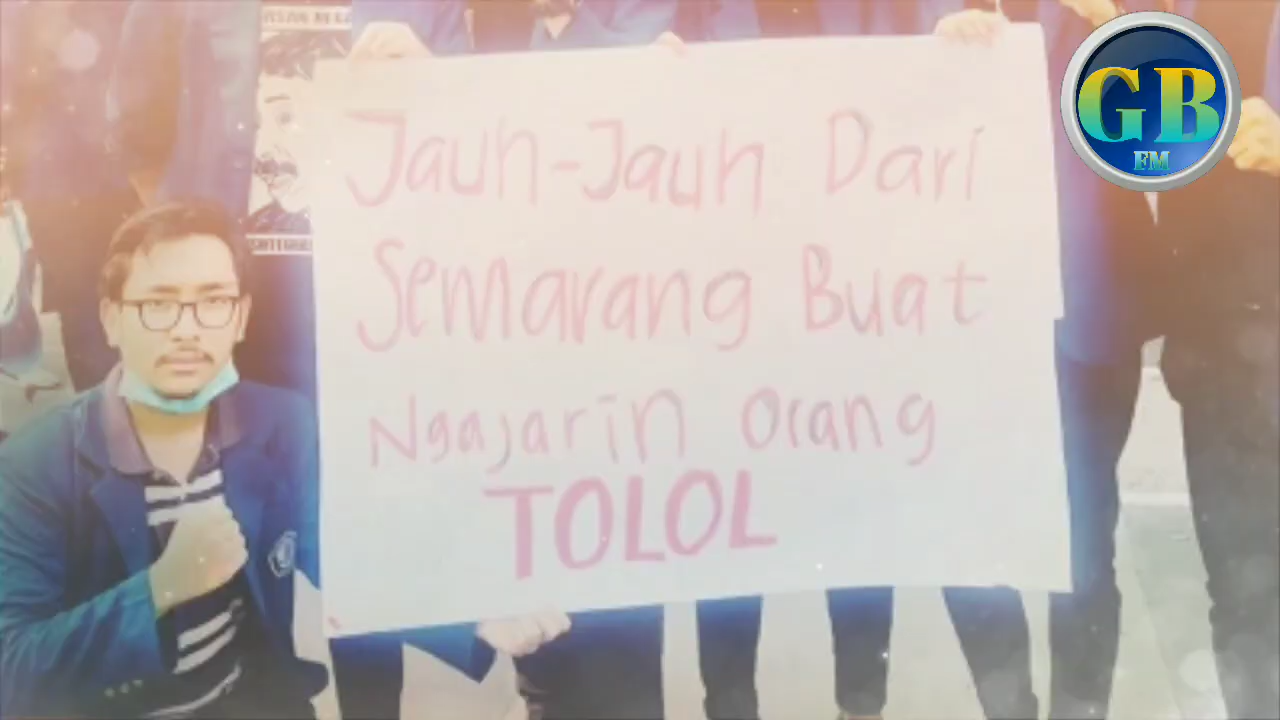 GB
FM
Jauh-Jauh Dari
Semarang Buat
Ngajarin Orang
TOLOL